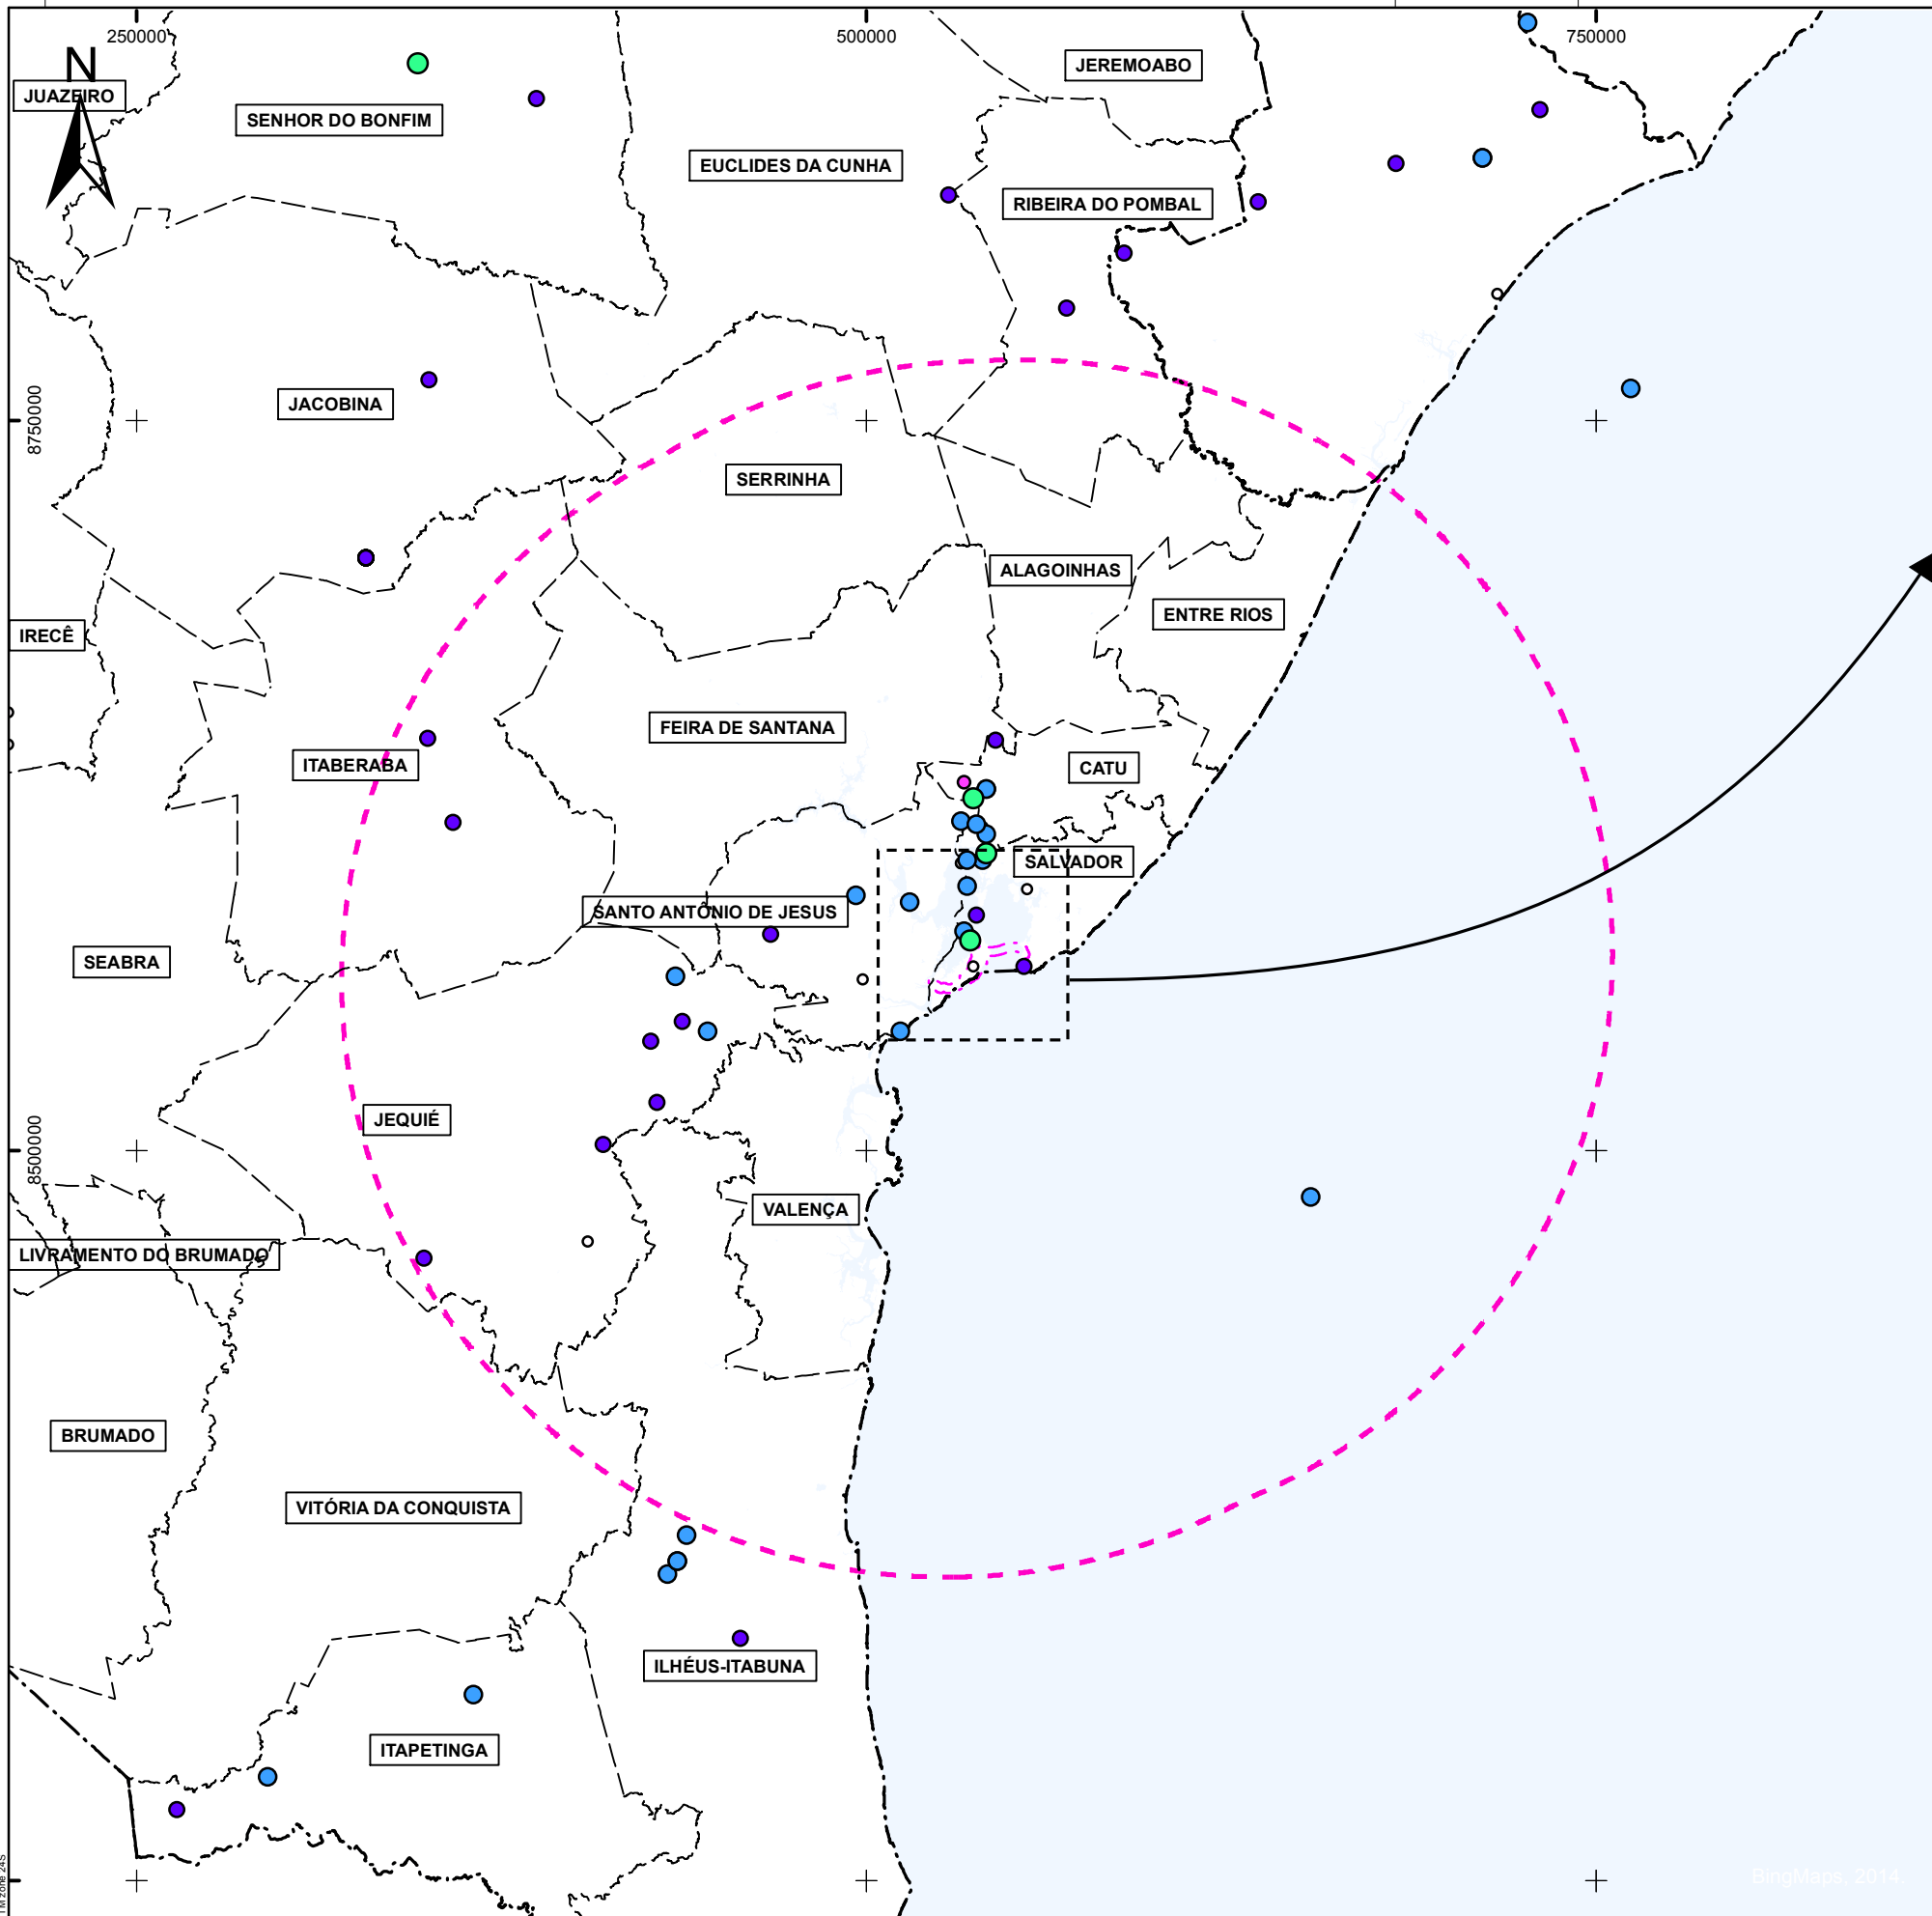 250000
500000
750000
N
JEREMOABO
JUAZEIRO
SENHOR DO BONFIM
EUCLIDES DA CUNHA
RIBEIRA DO POMBAL
8750000
JACOBINA
SERRINHA
ALAGOINHAS
ENTRE RIOS
IRECÊ
FEIRA DE SANTANA
ITABERABA
CATU
SALVADOR
SANTO ANTÔNIO DE JESUS
SEABRA
8500000
JEQUIÉ
VALENÇA
LIVRAMENTO DO BRUMADO
BRUMADO
VITÓRIA DA CONQUISTA
ILHÉUS-ITABUNA
ITAPETINGA
BingMaps, 2014.